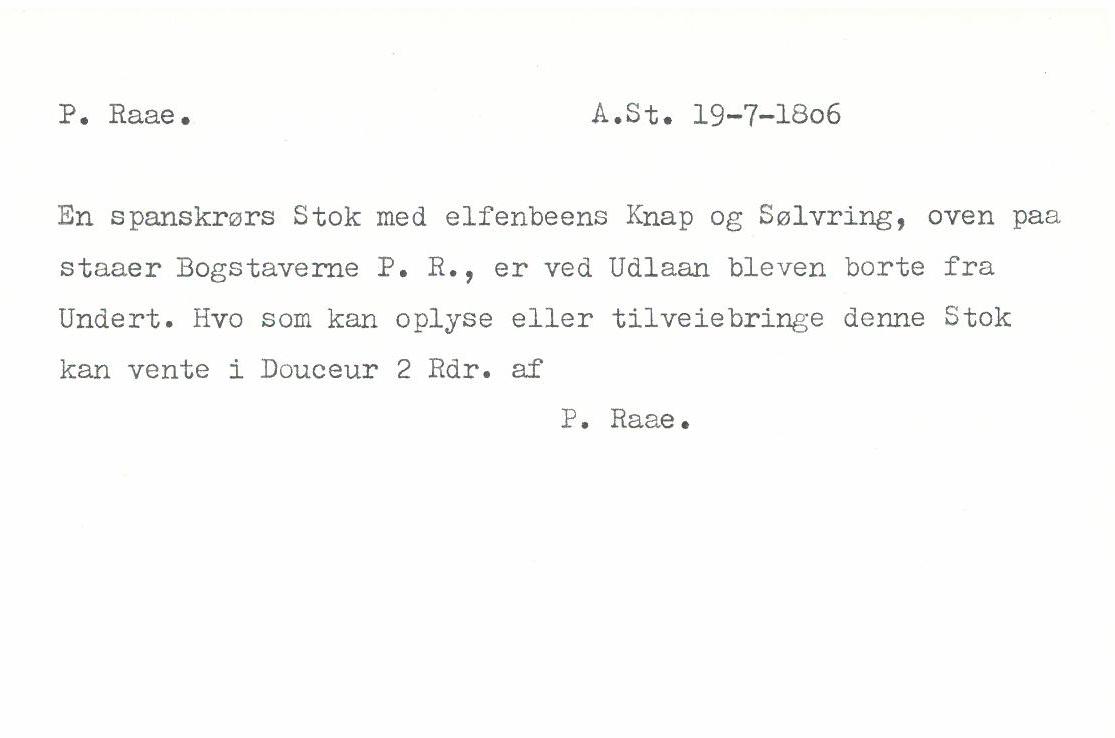 P. Raae. A.St. 19-7-18o6
En spanskrørs Stok med elfenbeens Knap og Sølvring, oven paa
staaer Bogstaverne P. R., er ved Udlaan bleven borte fra
Undert. Hvo som kan oplyse eller tilveiebringe denne Stok
kan vente i Douceur 2 Rdr. af
P. Raae.